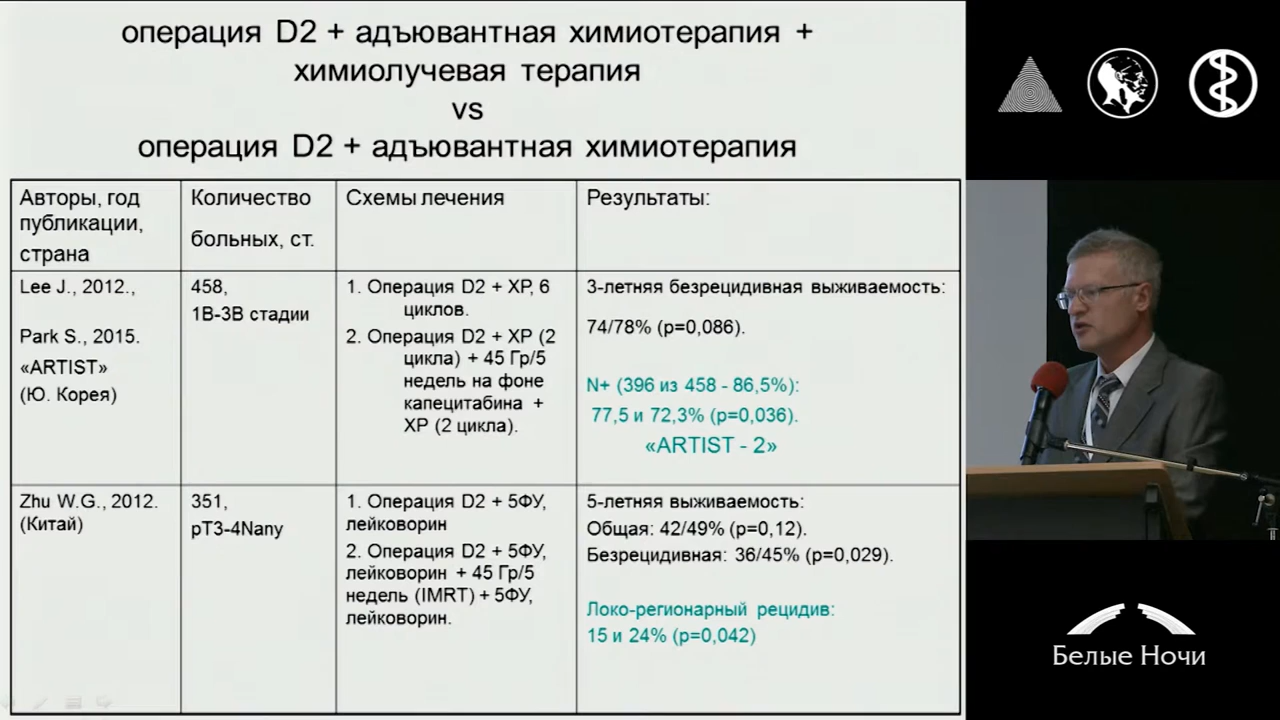 операция D2 + адъювантная химиотерапия +
химиолучевая терапия
vs
операция D2 + адъювантная химиотерапия
Авторы, год
публикации,
страна
Количество
больных, ст.
Схемы лечения
Результаты:
Lee J., 2012.,
Park S., 2015.
«ARTIST»
(Ю. Корея)
458,
1В-3В стадии
1. Операция D2 + ХР, 6
циклов.
2. Операция D2 + ХР (2
цикла) + 45 Гр/5
недель на фоне
капецитабина +
ХР (2 цикла).
3-летняя безрецидивная выживаемость:
74/78% (р=0,086).
N+ (396 из 458 - 86,5%):
77,5 и 72,3% (р=0,036).
«ARTIST - 2»
Zhu W.G., 2012.
(Китай)
351,
pT3-4Nany
1. Операция D2 + 5ФУ,
лейковорин
2. Операция D2 + 5ФУ,
лейковорин + 45 Гр/5
недель (IMRT) + 5ФУ,
лейковорин.
5-летняя выживаемость:
Общая: 42/49% (р=0,12).
Безрецидивная: 36/45% (р=0,029).
Локо-регионарный рецидив:
15 и 24% (р=0,042)
Белые Ночи